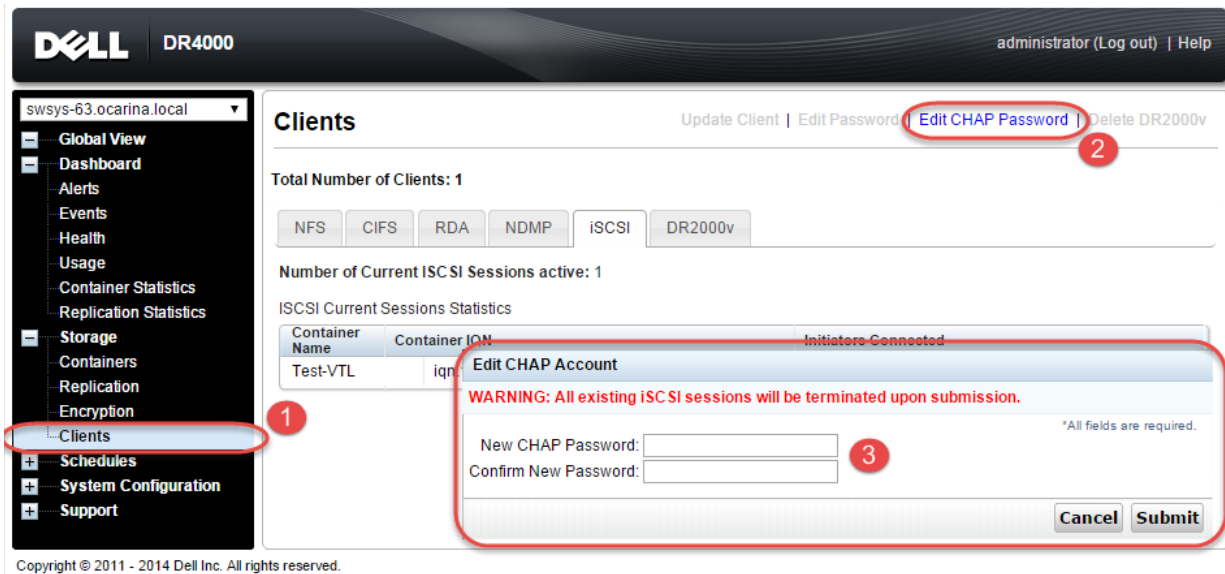 DELL DR4000 administrator (Log out) | Help
swsys-63.ocarina.local
Global View
Dashboard
Alerts
Events
Health
Usage
Container Statistics
Replication Statistics
Storage
Containers
Replication
Encryption
Clients
Schedules
System Configuration
Support
1
Clients
Update Client | Edit Password | Edit CHAP Password | Delete DR2000v
2
Total Number of Clients: 1
NFS CIFS RDA NDMP iSCSI DR2000v
Number of Current ISCSI Sessions active: 1
ISCSI Current Sessions Statistics
Container Name Container IQN Initiators Connected
Test-VTL iqn
Edit CHAP Account
WARNING: All existing iSCSI sessions will be terminated upon submission.
*All fields are required.
New CHAP Password:
Confirm New Password:
3
Cancel Submit
Copyright © 2011 - 2014 Dell Inc. All rights reserved.